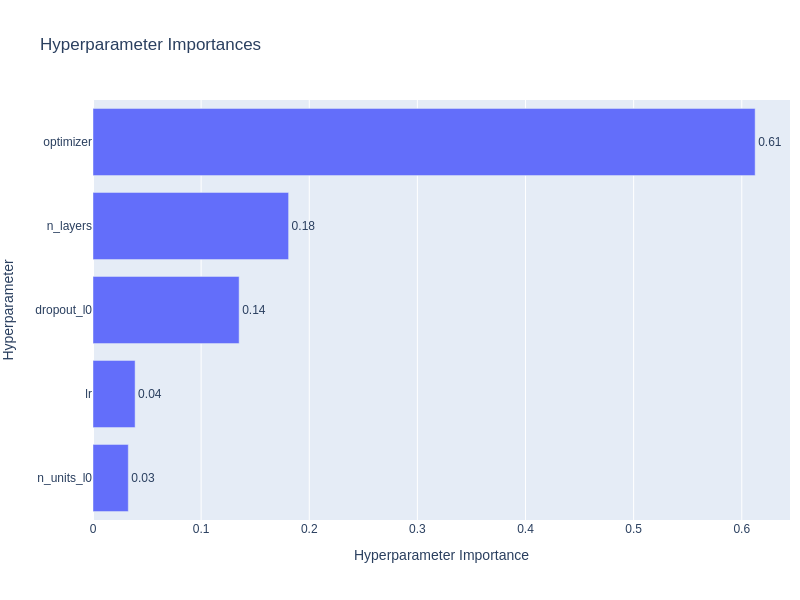 Hyperparameter Importances
Hyperparameter
optimizer 0.61
n_layers 0.18
dropout_l0 0.14
lr 0.04
n_units_l0 0.03
0 0.1 0.2 0.3 0.4 0.5 0.6
Hyperparameter Importance